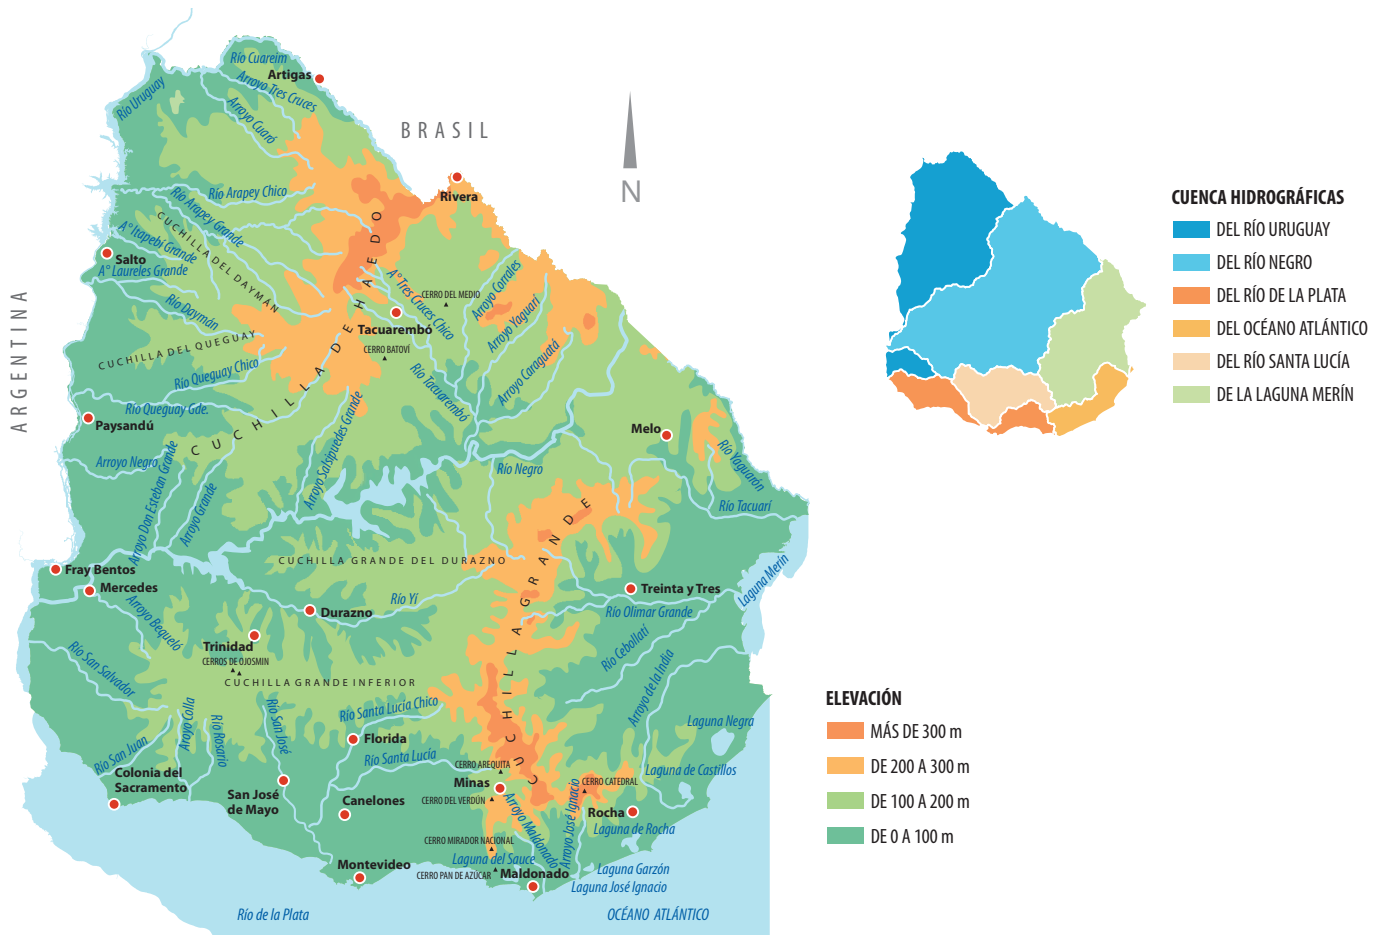 Río Cuareim
Artigas
Arroyo Tres Cruces
Río Uruguay
Arroyo Cuaró
BRASIL
N
Rivera
Río Arapey Chico
Río Arapey Grande
CUCHILLA DEL DAYMÁN
A° Itapebí Grande
Salto
A° Laureles Grande
Río Daymán
CUCHILLA DE HAEDO
A° Tres Cruces Chico
CERRO DEL MEDIO
Arroyo Corrales
Arroyo Yaguarí
Tacuarembó
CERRO BATOVÍ
Arroyo Caraguatá
ARGENTINA
CUCHILLA DEL QUEGUAY
Río Queguay Chico
Río Queguay Gde.
Río Tacuarembó
Paysandú
Arroyo Salsipuedes Grande
Melo
Arroyo Negro
Arroyo Don Esteban Grande
Arroyo Grande
Río Negro
Río Yaguarón
Río Tacuarí
CUCHILLA GRANDE
CUCHILLA GRANDE DEL DURAZNO
Fray Bentos
Mercedes
Treinta y Tres
Laguna Merín
Río Yí
Durazno
Río Olimar Grande
Arroyo Bequeló
Trinidad
CERROS DE OJOSMIN
Río Cebollatí
Río San Salvador
CUCHILLA GRANDE INFERIOR
Arroyo de la India
Río Santa Lucía Chico
Arroyo Colla
Río Rosario
Río San José
Laguna Negra
Río San Juan
Florida
Río Santa Lucía
CERRO AREQUITA
Laguna de Castillos
Colonia del
Sacramento
San José
de Mayo
Minas
CERRO CATEDRAL
Canelones
CERRO DEL VERDÚN
Arroyo Maldonado
Arroyo José Ignacio
Rocha
Laguna de Rocha
CERRO MIRADOR NACIONAL
Laguna del Sauce
Montevideo
CERRO PAN DE AZÚCAR
Maldonado
Laguna Garzón
Laguna José Ignacio
Río de la Plata
OCÉANO ATLÁNTICO
CUENCA HIDROGRÁFICAS
DEL RÍO URUGUAY
DEL RÍO NEGRO
DEL RÍO DE LA PLATA
DEL OCÉANO ATLÁNTICO
DEL RÍO SANTA LUCÍA
DE LA LAGUNA MERÍN
ELEVACIÓN
MÁS DE 300 m
DE 200 A 300 m
DE 100 A 200 m
DE 0 A 100 m